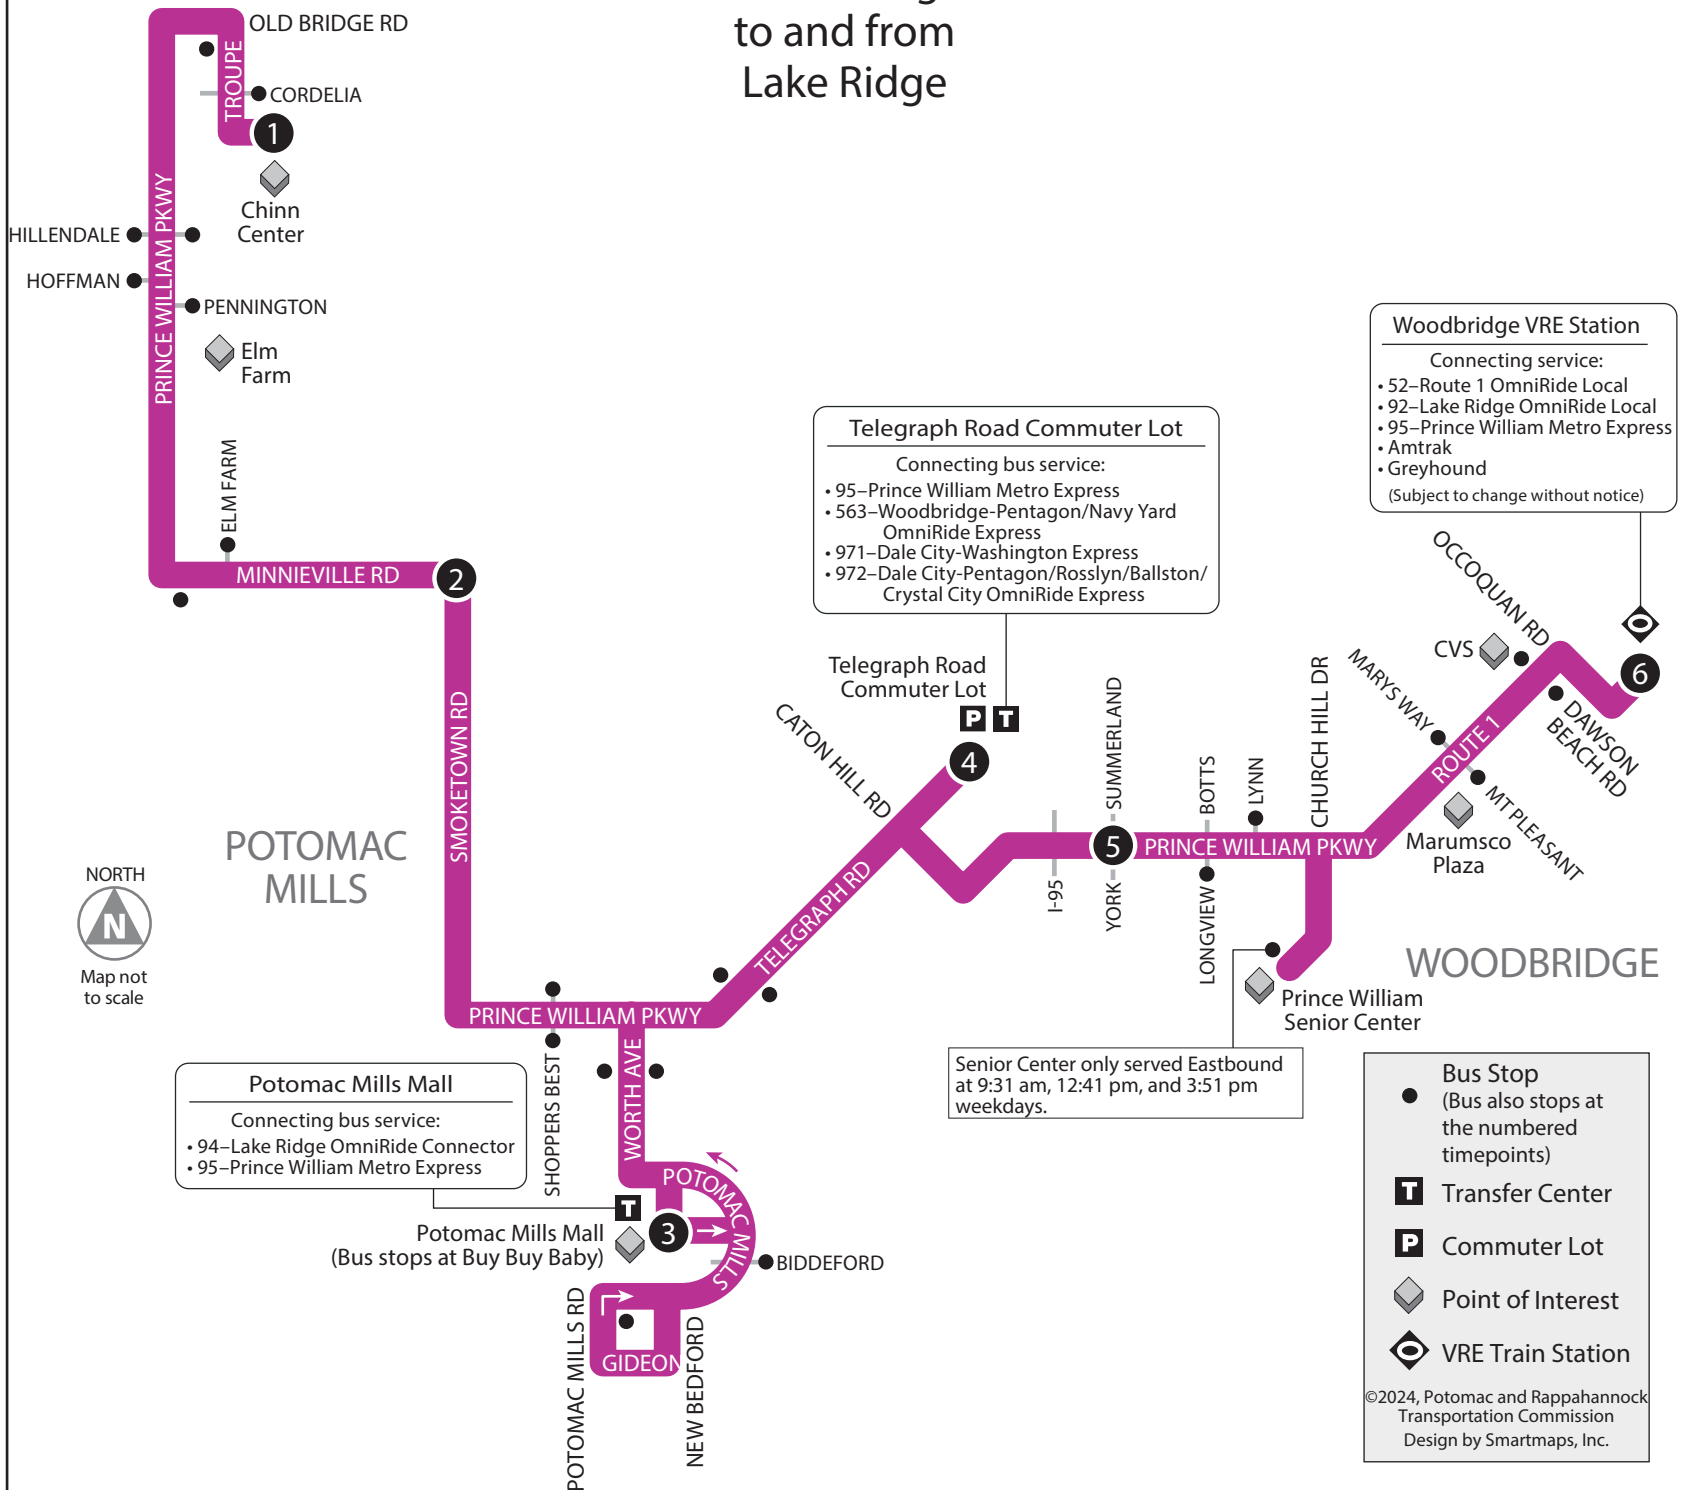 to and from
Lake Ridge
OLD BRIDGE RD
TROUPE
CORDELIA
1
Chinn
Center
PRINCE WILLIAM PKWY
HILLENDALE
HOFFMAN
PENNINGTON
Elm
Farm
ELM FARM
MINNIEVILLE RD
2
SMOKETOWN RD
POTOMAC
MILLS
NORTH
N
Map not
to scale
Telegraph Road Commuter Lot
Connecting bus service:
• 95–Prince William Metro Express
• 563–Woodbridge-Pentagon/Navy Yard
OmniRide Express
• 971–Dale City-Washington Express
• 972–Dale City-Pentagon/Rosslyn/Ballston/
Crystal City OmniRide Express
Telegraph Road
Commuter Lot
P T
4
CATON HILL RD
TELEGRAPH RD
Woodbridge VRE Station
Connecting service:
• 52–Route 1 OmniRide Local
• 92–Lake Ridge OmniRide Local
• 95–Prince William Metro Express
• Amtrak
• Greyhound
(Subject to change without notice)
OCCOQUAN RD
CVS
6
MARYS WAY
DAWSON
BEACH RD
ROUTE 1
MT PLEASANT
Marumsco
Plaza
I-95
SUMMERLAND
5
YORK
PRINCE WILLIAM PKWY
BOTTS
LONGVIEW
LYNN
CHURCH HILL DR
WOODBRIDGE
Prince William
Senior Center
Senior Center only served Eastbound
at 9:31 am, 12:41 pm, and 3:51 pm
weekdays.
PRINCE WILLIAM PKWY
SHOPPERS BEST
WORTH AVE
Potomac Mills Mall
Connecting bus service:
• 94–Lake Ridge OmniRide Connector
• 95–Prince William Metro Express
T
Potomac Mills Mall
(Bus stops at Buy Buy Baby)
3
POTOMAC MILLS
BIDDEFORD
POTOMAC MILLS RD
GIDEON
NEW BEDFORD
Bus Stop
(Bus also stops at
the numbered
timepoints)
T Transfer Center
P Commuter Lot
Point of Interest
VRE Train Station
©2024, Potomac and Rappahannock
Transportation Commission
Design by Smartmaps, Inc.